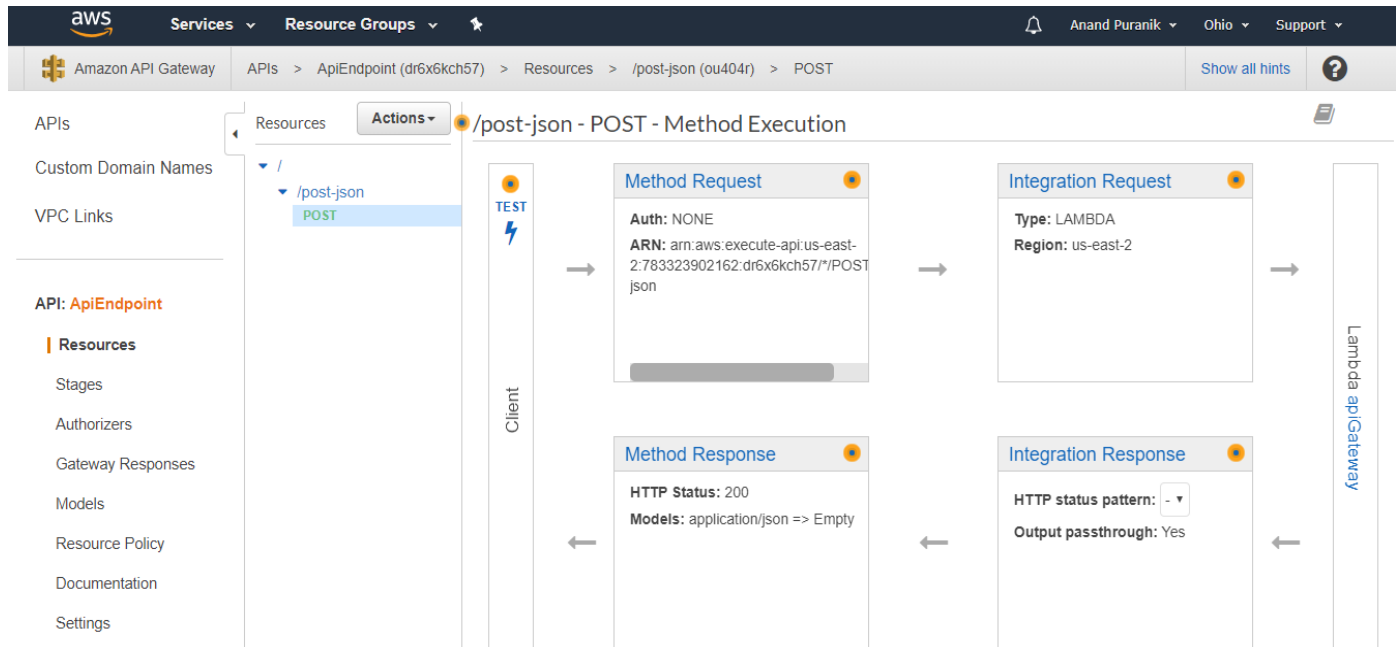 aws Services Resource Groups Anand Puranik Ohio Support
Amazon API Gateway APIs > ApiEndpoint (dr6x6kch57) > Resources > /post-json (ou404r) > POST Show all hints ?
APIs
Custom Domain Names
VPC Links
API: ApiEndpoint
Resources
Stages
Authorizers
Gateway Responses
Models
Resource Policy
Documentation
Settings
Resources Actions
/
/post-json
POST
/post-json - POST - Method Execution
TEST
Client
Method Request
Auth: NONE
ARN: arn:aws:execute-api:us-east-
2:783323902162:dr6x6kch57/*/POST
json
Integration Request
Type: LAMBDA
Region: us-east-2
Lambda apiGateway
Method Response
HTTP Status: 200
Models: application/json => Empty
Integration Response
HTTP status pattern: -
Output passthrough: Yes